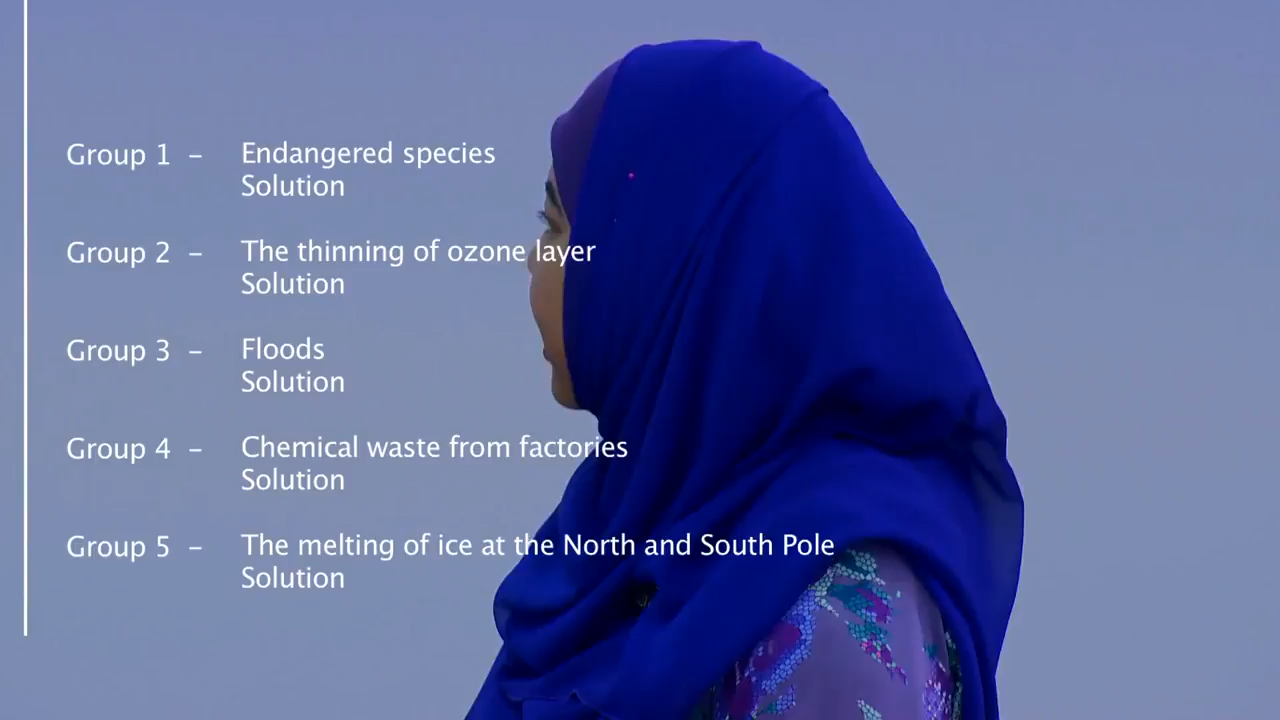 Group 1 – Endangered species
Solution
Group 2 – The thinning of ozone layer
Solution
Group 3 – Floods
Solution
Group 4 – Chemical waste from factories
Solution
Group 5 – The melting of ice at the North and South Pole
Solution